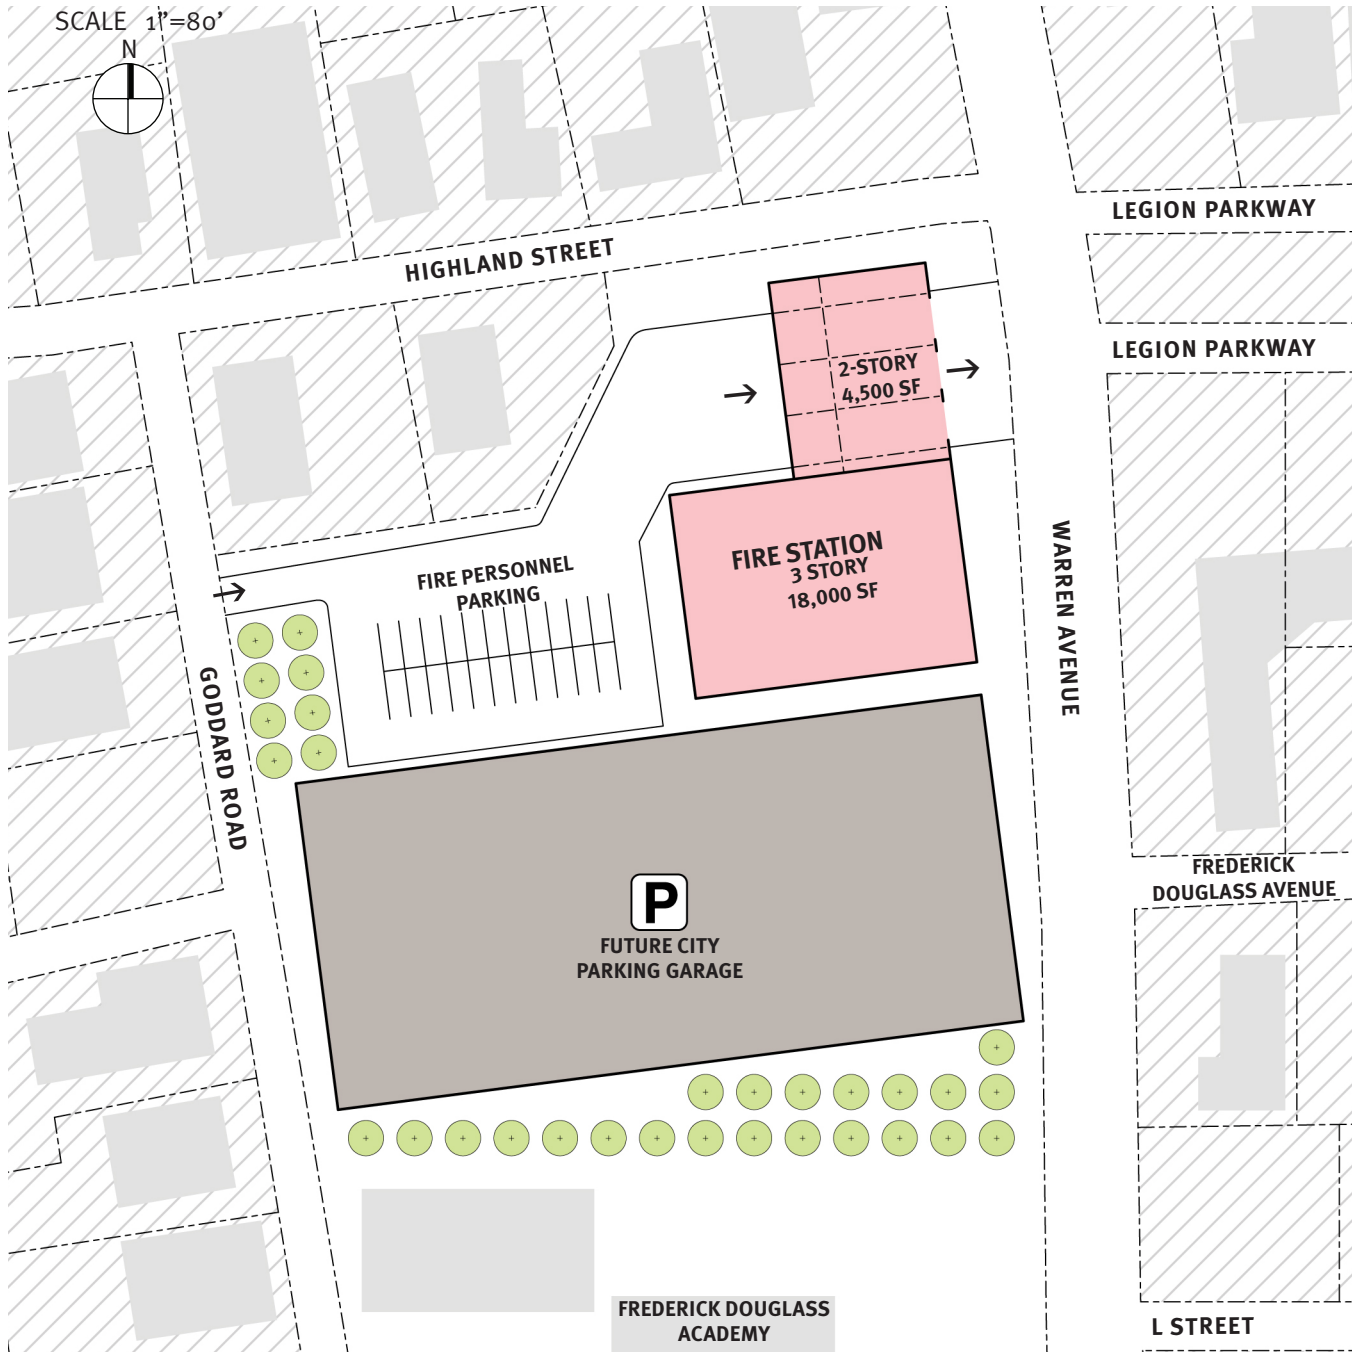 SCALE 1”=80’
N
LEGION PARKWAY
HIGHLAND STREET
LEGION PARKWAY
2-STORY
4,500 SF
FIRE STATION
3 STORY
18,000 SF
FIRE PERSONNEL
PARKING
WARREN AVENUE
GODDARD ROAD
FREDERICK
DOUGLASS AVENUE
P
FUTURE CITY
PARKING GARAGE
FREDERICK DOUGLASS
ACADEMY
L STREET